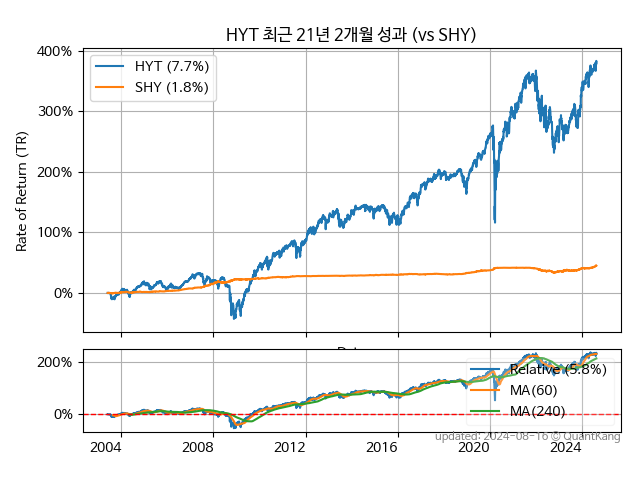 HYT 최근 21년 2개월 성과 (vs SHY)
Rate of Return (TR)
400%
300%
200%
100%
0%
HYT (7.7%)
SHY (1.8%)
200%
0%
Relative (5.8%)
MA(60)
MA(240)
2004 2008 2012 2016 2020 2024
updated: 2024-08-16 © QuantKang